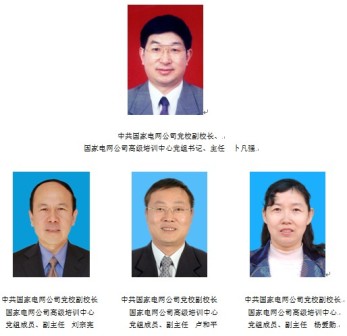 中共国家电网公司党校副校长、
国家电网公司高级培训中心党组书记、主任 卜凡强
中共国家电网公司党校副校长
国家电网公司高级培训中心
党组成员、副主任 刘宗亮
中共国家电网公司党校副校长
国家电网公司高级培训中心
党组成员、副主任 卢和平
中共国家电网公司党校副校长
国家电网公司高级培训中心
党组成员、副主任 杨爱勤